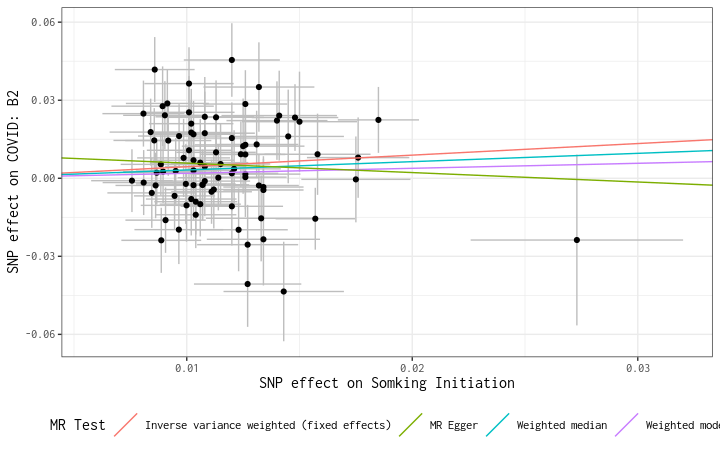 0.06
0.03
0.00
-0.03
-0.06
SNP effect on COVID: B2
0.01
0.02
0.03
SNP effect on Somking Initiation
MR Test Inverse variance weighted (fixed effects) MR Egger Weighted median Weighted mode